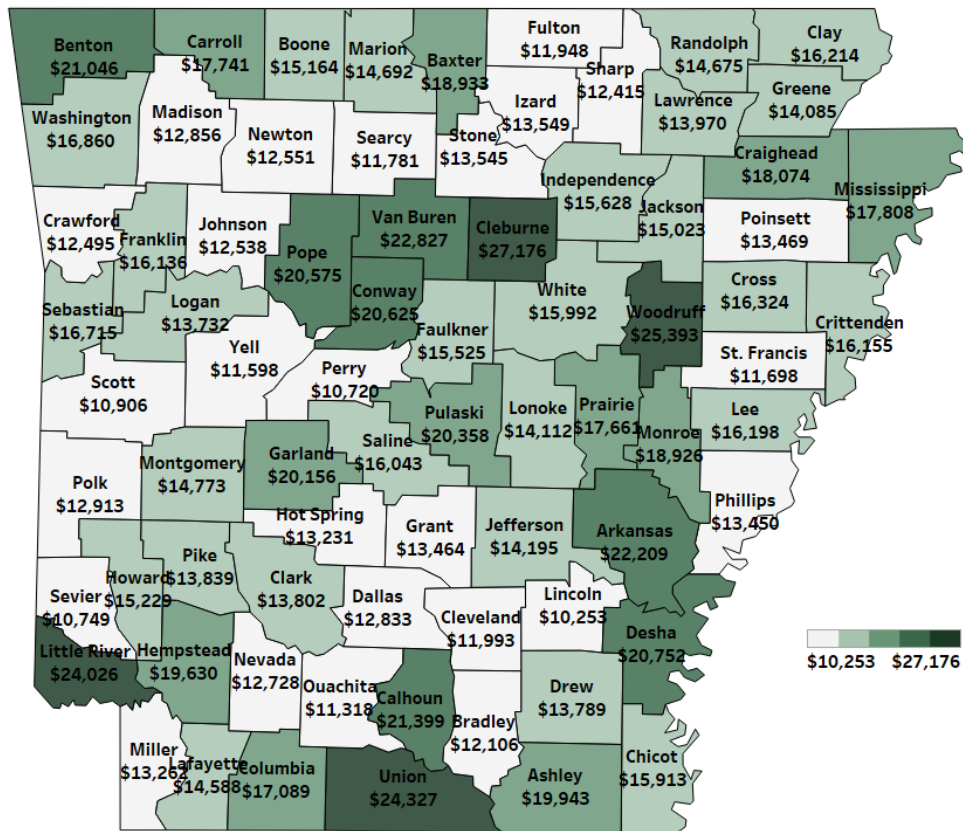 Benton
$21,046
Carroll
$17,741
Boone
$15,164
Marion
$14,692
Baxter
$18,933
Fulton
$11,948
Sharp
$12,415
Randolph
$14,675
Clay
$16,214
Washington
$16,860
Madison
$12,856
Newton
$12,551
Searcy
$11,781
Stone
$13,545
Izard
$13,549
Lawrence
$13,970
Greene
$14,085
Craighead
$18,074
Mississippi
$17,808
Crawford
$12,495
Franklin
$16,136
Johnson
$12,538
Pope
$20,575
Van Buren
$22,827
Cleburne
$27,176
Independence
$15,628
Jackson
$15,023
Poinsett
$13,469
Sebastian
$16,715
Logan
$13,732
Conway
$20,625
Faulkner
$15,525
White
$15,992
Woodruff
$25,393
Cross
$16,324
Crittenden
$16,155
Scott
$10,906
Yell
$11,598
Perry
$10,720
St. Francis
$11,698
Polk
$12,913
Montgomery
$14,773
Garland
$20,156
Saline
$16,043
Pulaski
$20,358
Lonoke
$14,112
Prairie
$17,661
Monroe
$18,926
Lee
$16,198
Phillips
$13,450
Hot Spring
$13,231
Grant
$13,464
Jefferson
$14,195
Arkansas
$22,209
Sevier
$10,749
Howard
$15,229
Pike
$13,839
Clark
$13,802
Dallas
$12,833
Cleveland
$11,993
Lincoln
$10,253
Desha
$20,752
Little River
$24,026
Hempstead
$19,630
Nevada
$12,728
Ouachita
$11,318
Calhoun
$21,399
Bradley
$12,106
Drew
$13,789
Miller
$13,262
Lafayette
$14,588
Columbia
$17,089
Union
$24,327
Ashley
$19,943
Chicot
$15,913
$10,253 $27,176